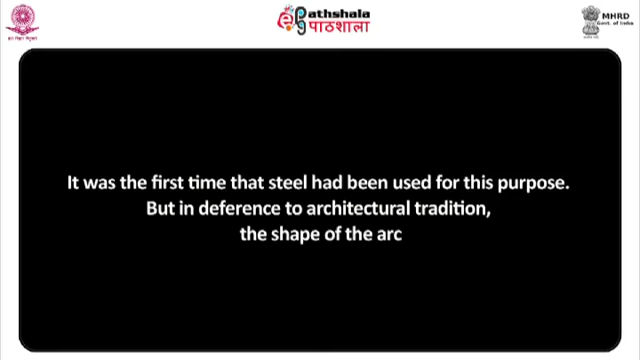 Pathshala
पाठशाला
MHRD
Govt. of India
It was the first time that steel had been used for this purpose.
But in deference to architectural tradition,
the shape of the arc